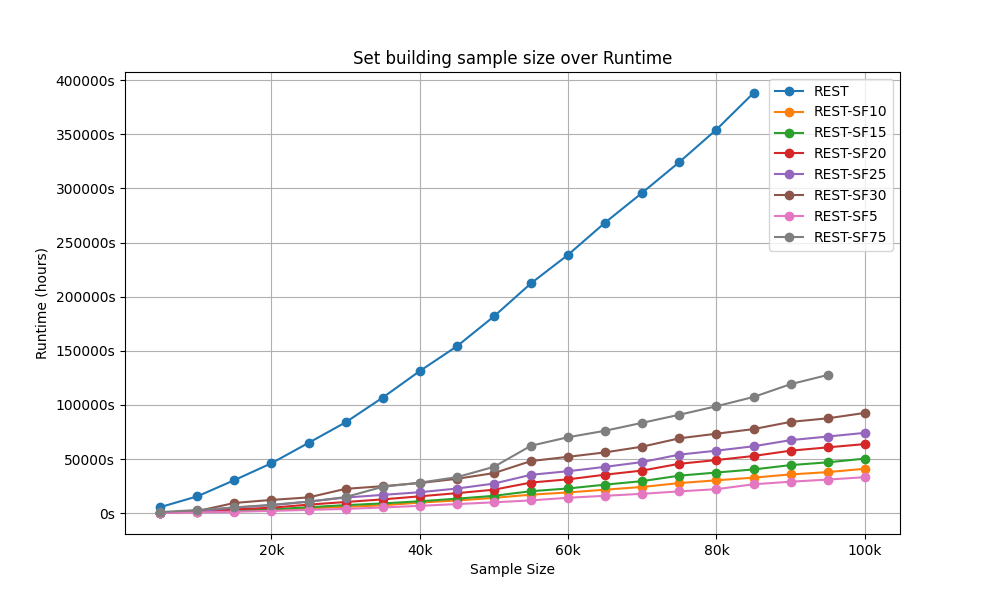 Set building sample size over Runtime
400000s
350000s
300000s
250000s
200000s
150000s
100000s
50000s
0s
Runtime (hours)
20k 40k 60k 80k 100k
Sample Size
REST
REST-SF10
REST-SF15
REST-SF20
REST-SF25
REST-SF30
REST-SF5
REST-SF75